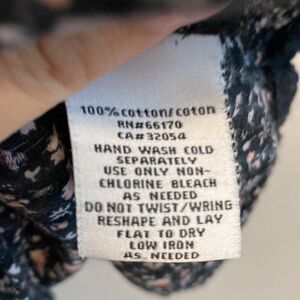 100% cotton/coton
RN#66170
CA#32054
HAND WASH COLD
SEPARATELY
USE ONLY NON-
CHLORINE BLEACH
AS NEEDED
DO NOT TWIST/WRING
RESHAPE AND LAY
FLAT TO DRY
LOW IRON
AS NEEDED